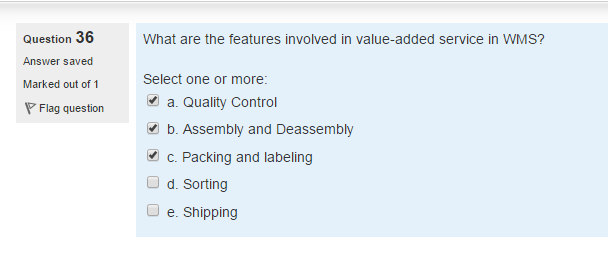 Question 36
Answer saved
Marked out of 1
Flag question
What are the features involved in value-added service in WMS?
Select one or more:
a. Quality Control
b. Assembly and Deassembly
c. Packing and labeling
d. Sorting
e. Shipping